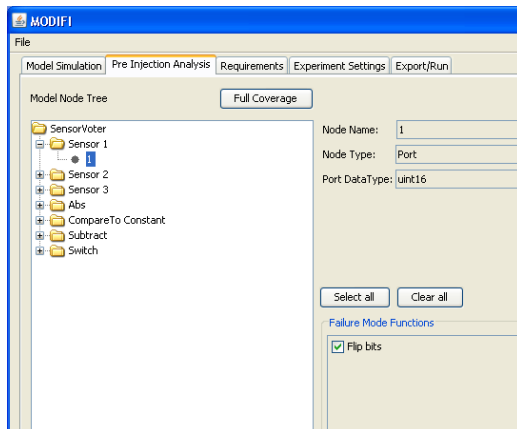 MODIFI
File
Model Simulation Pre Injection Analysis Requirements Experiment Settings Export/Run
Model Node Tree Full Coverage
SensorVoter
Sensor 1
1
Sensor 2
Sensor 3
Abs
CompareTo Constant
Subtract
Switch
Node Name: 1
Node Type: Port
Port DataType: uint16
Select all Clear all
Failure Mode Functions
Flip bits